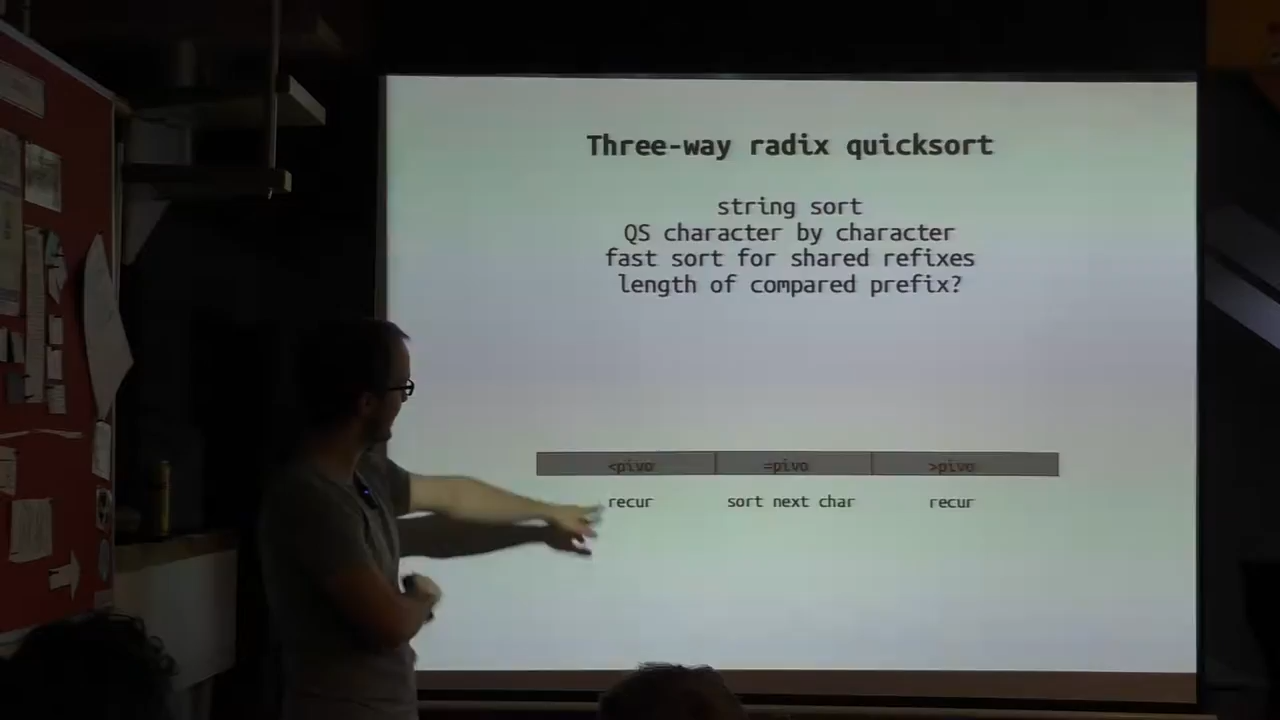 Three-way radix quicksort
string sort
QS character by character
fast sort for shared refixes
length of compared prefix?
<pivo =pivo >pivo
recur sort next char recur